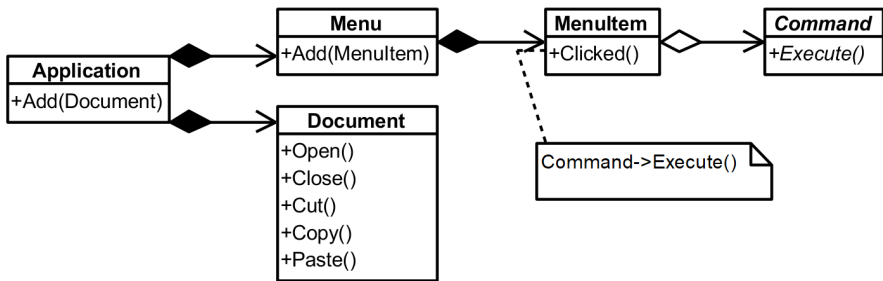 Application
+Add(Document)
Menu
+Add(MenuItem)
MenuItem
+Clicked()
Command
+Execute()
Document
+Open()
+Close()
+Cut()
+Copy()
+Paste()
Command->Execute()